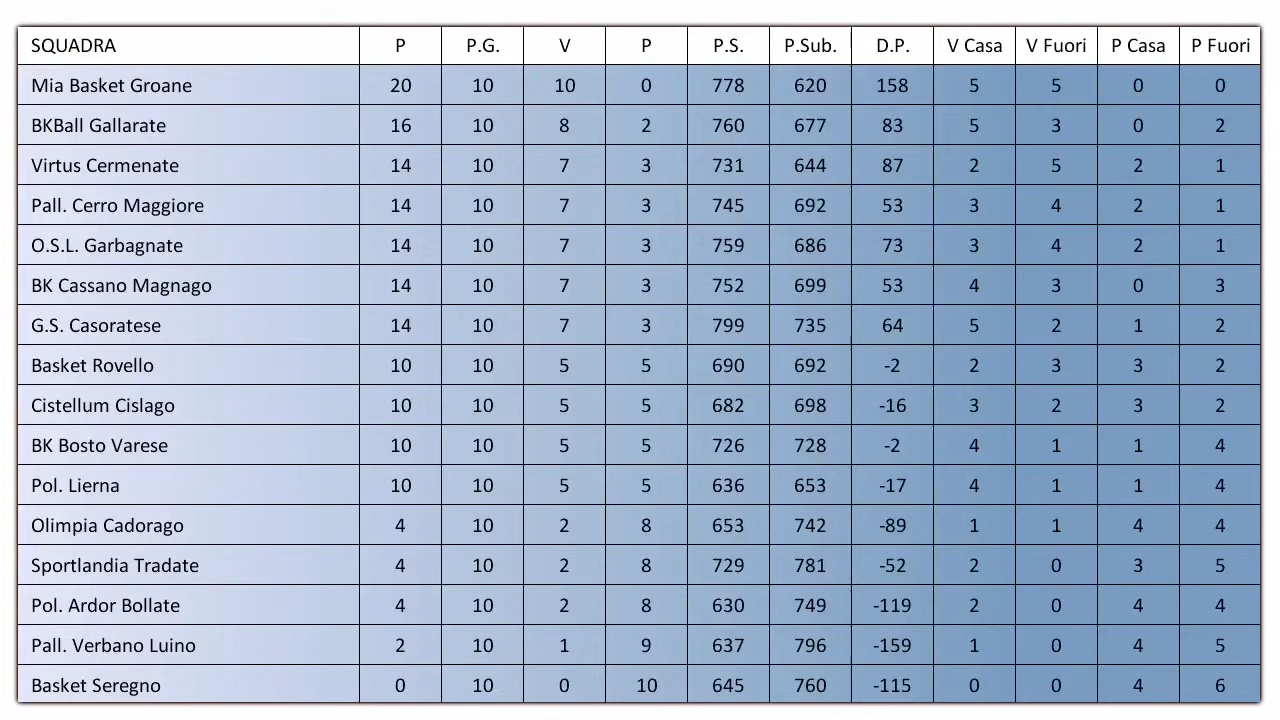 SQUADRA P P.G. V P P.S. P.Sub. D.P. V Casa V Fuori P Casa P Fuori
Mia Basket Groane 20 10 10 0 778 620 158 5 5 0 0
BKBall Gallarate 16 10 8 2 760 677 83 5 3 0 2
Virtus Cermenate 14 10 7 3 731 644 87 2 5 2 1
Pall. Cerro Maggiore 14 10 7 3 745 692 53 3 4 2 1
O.S.L. Garbagnate 14 10 7 3 759 686 73 3 4 2 1
BK Cassano Magnago 14 10 7 3 752 699 53 4 3 0 3
G.S. Casoratese 14 10 7 3 799 735 64 5 2 1 2
Basket Rovello 10 10 5 5 690 692 -2 2 3 3 2
Cistellum Cislago 10 10 5 5 682 698 -16 3 2 3 2
BK Bosto Varese 10 10 5 5 726 728 -2 4 1 1 4
Pol. Lierna 10 10 5 5 636 653 -17 4 1 1 4
Olimpia Cadorago 4 10 2 8 653 742 -89 1 1 4 4
Sportlandia Tradate 4 10 2 8 729 781 -52 2 0 3 5
Pol. Ardor Bollate 4 10 2 8 630 749 -119 2 0 4 4
Pall. Verbano Luino 2 10 1 9 637 796 -159 1 0 4 5
Basket Seregno 0 10 0 10 645 760 -115 0 0 4 6